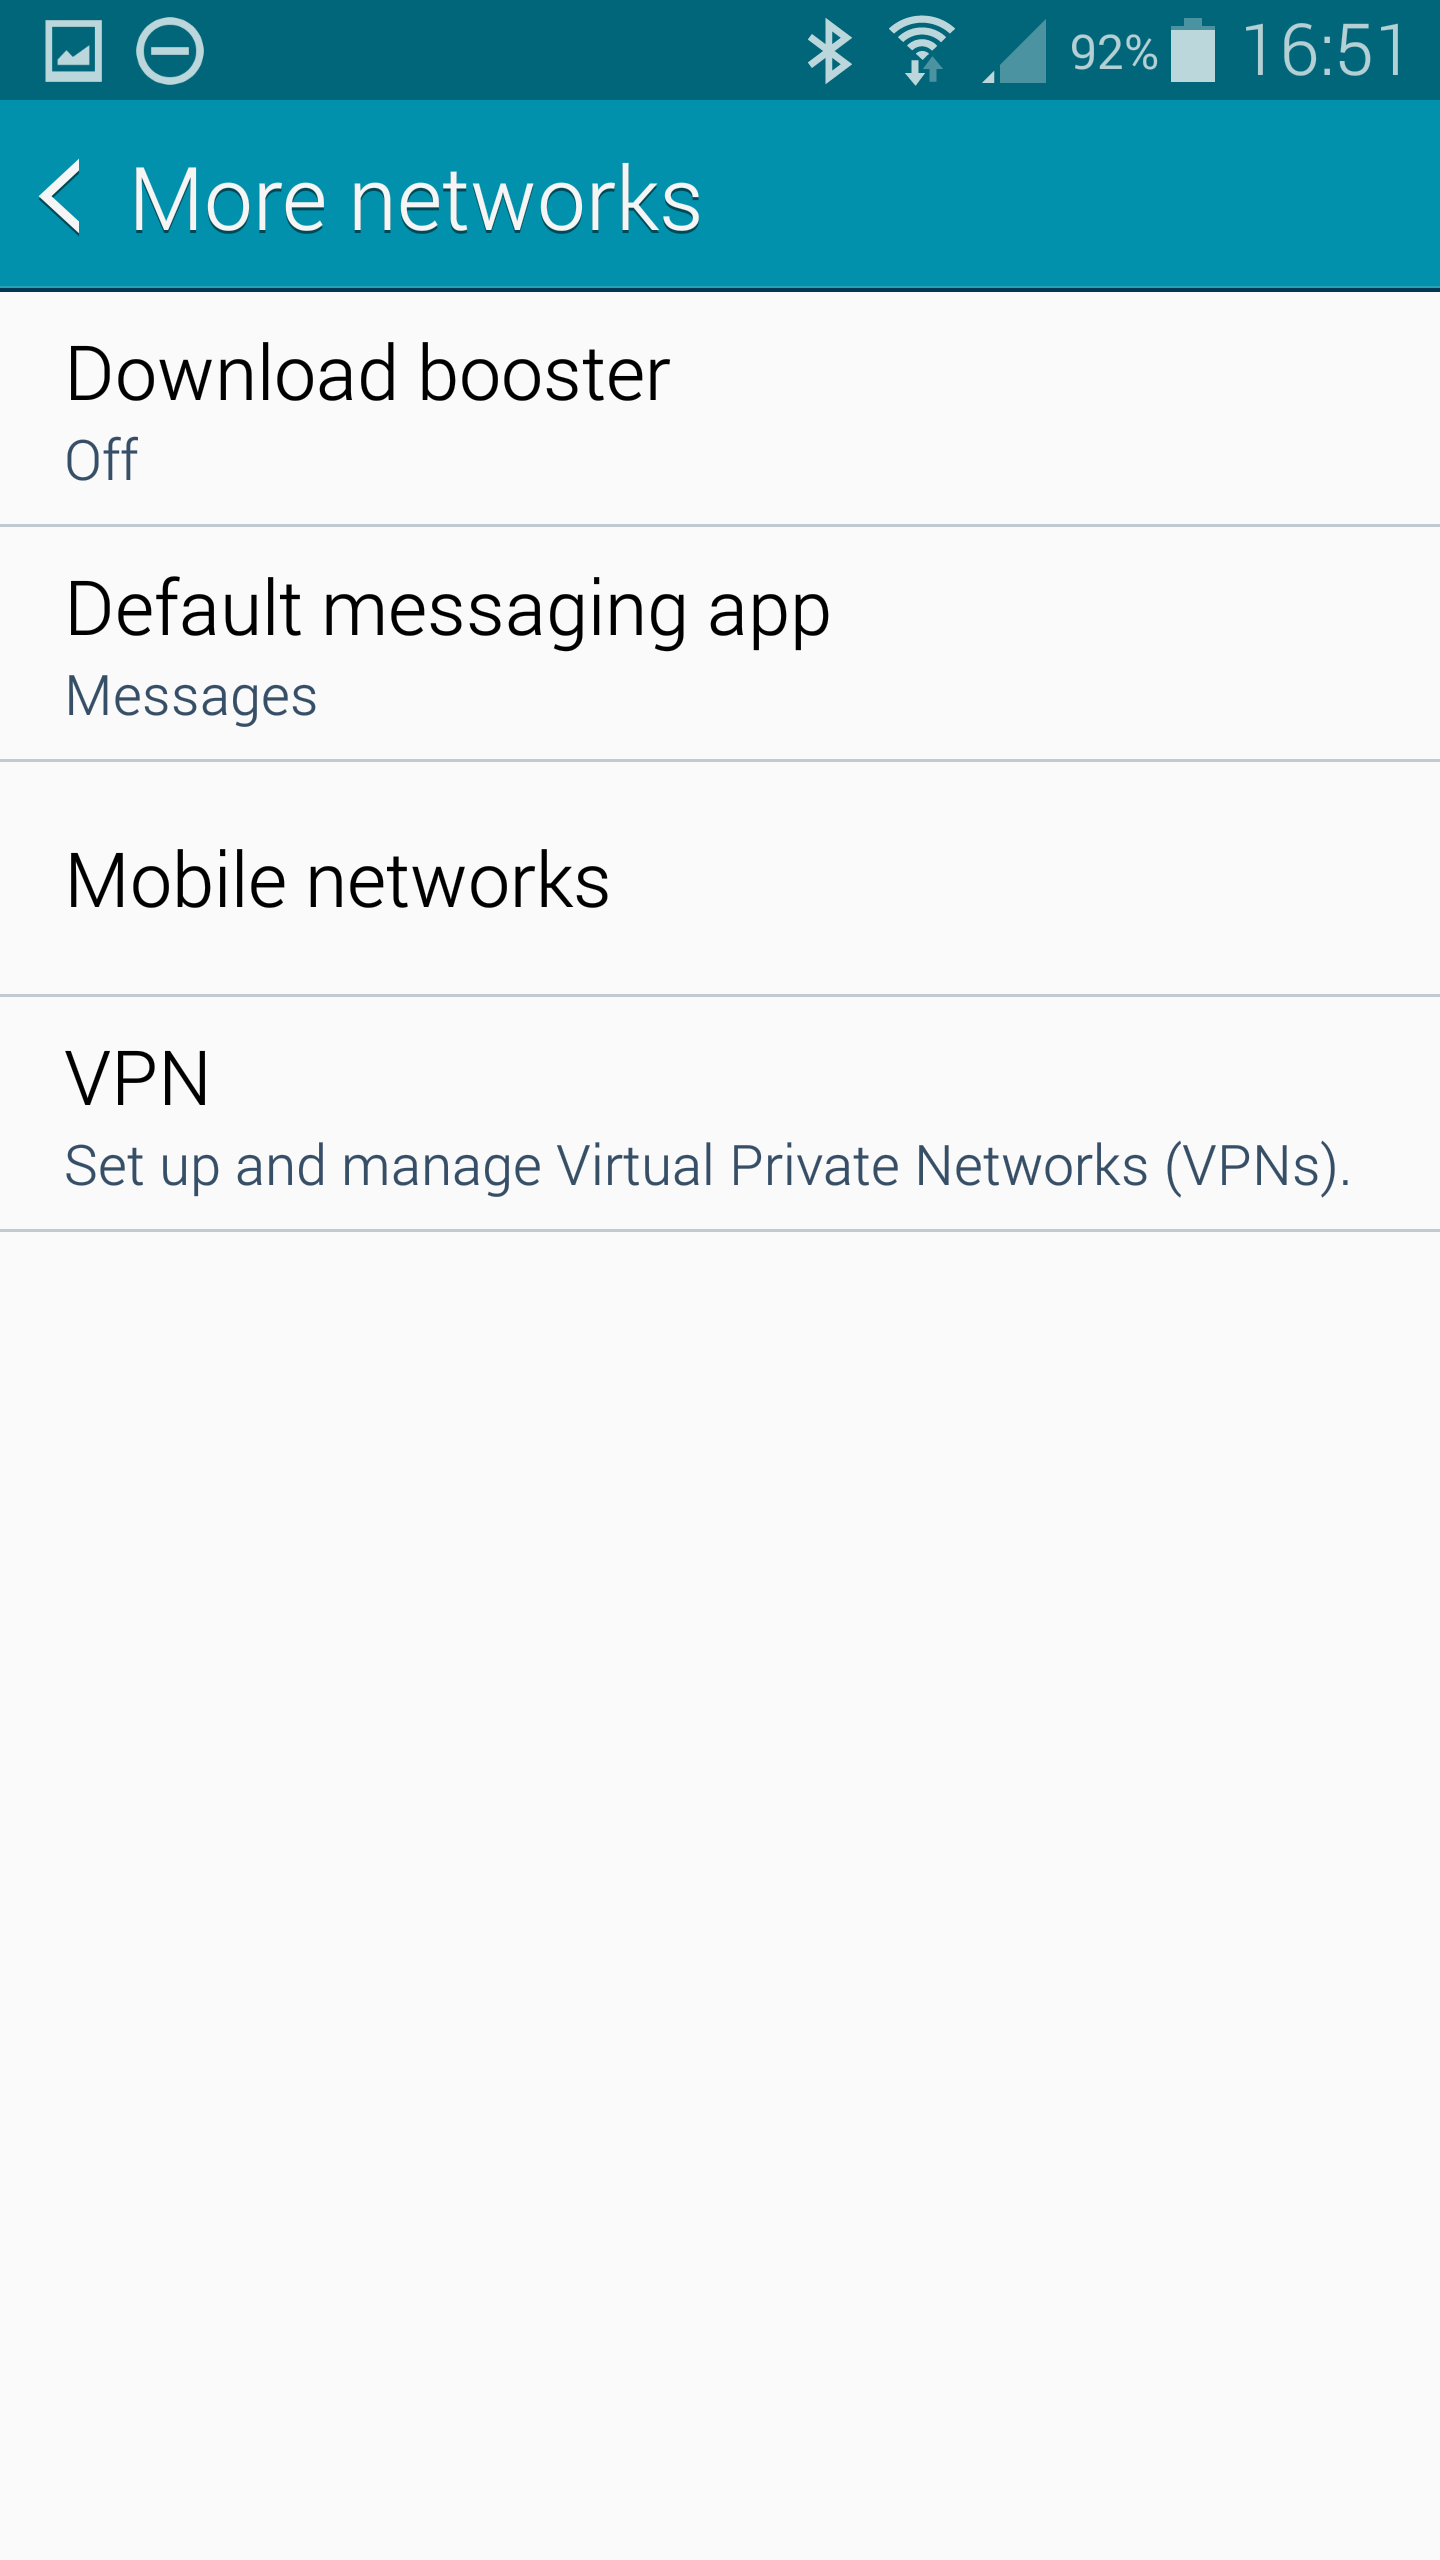 92% 16:51
More networks
Download booster
Off
Default messaging app
Messages
Mobile networks
VPN
Set up and manage Virtual Private Networks (VPNs).